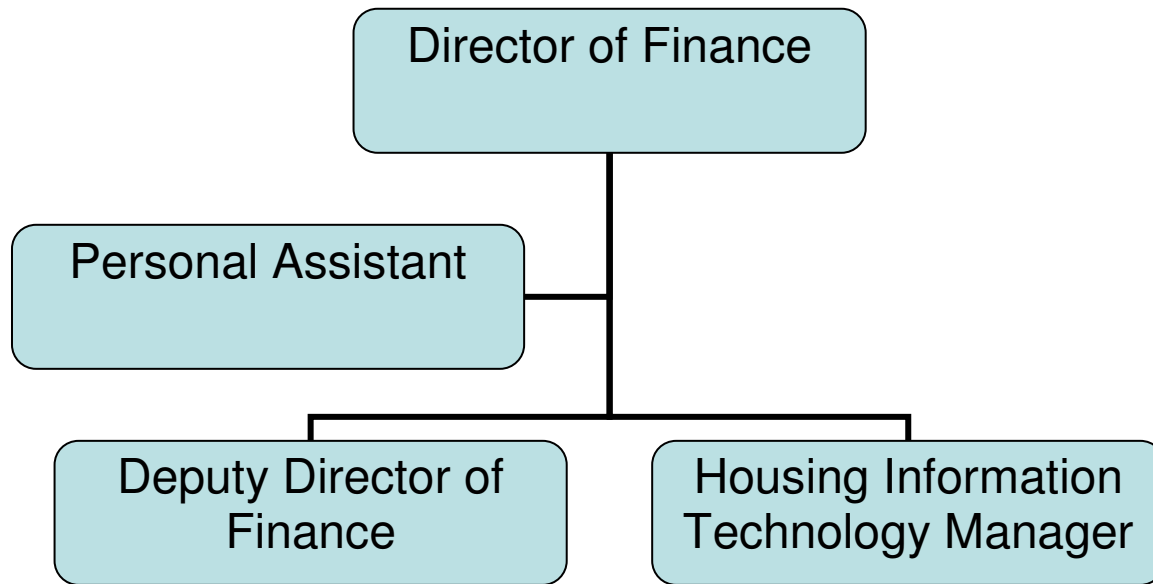 Director of Finance
Personal Assistant
Deputy Director of
Finance
Housing Information
Technology Manager